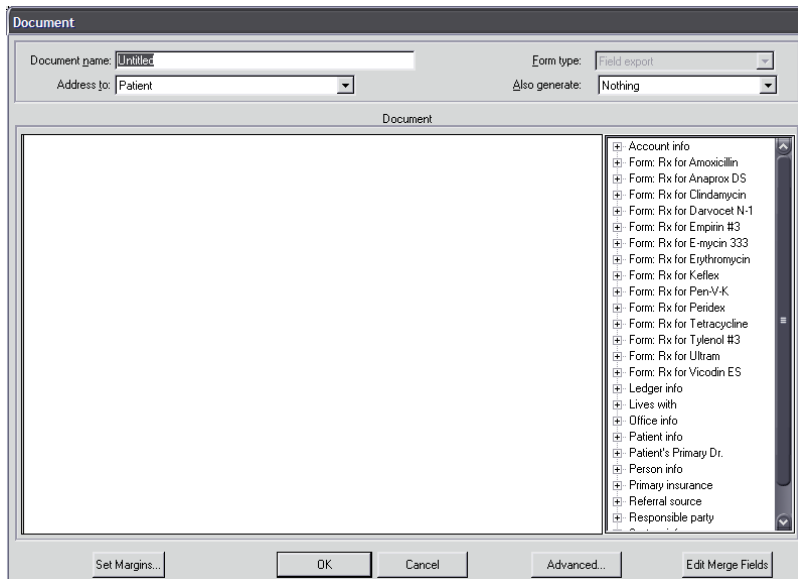 Document
Document name: Untitled
Form type: Field export
Address to: Patient
Also generate: Nothing
Document
Account info
Form: Rx for Amoxicillin
Form: Rx for Anaprox DS
Form: Rx for Clindamycin
Form: Rx for Darvocet N-1
Form: Rx for Empirin #3
Form: Rx for E-mycin 333
Form: Rx for Erythromycin
Form: Rx for Keflex
Form: Rx for Pen-V-K
Form: Rx for Peridex
Form: Rx for Tetracycline
Form: Rx for Tylenol #3
Form: Rx for Ultram
Form: Rx for Vicodin ES
Ledger info
Lives with
Office info
Patient info
Patient's Primary Dr.
Person info
Primary insurance
Referral source
Responsible party
Set Margins...
OK
Cancel
Advanced...
Edit Merge Fields